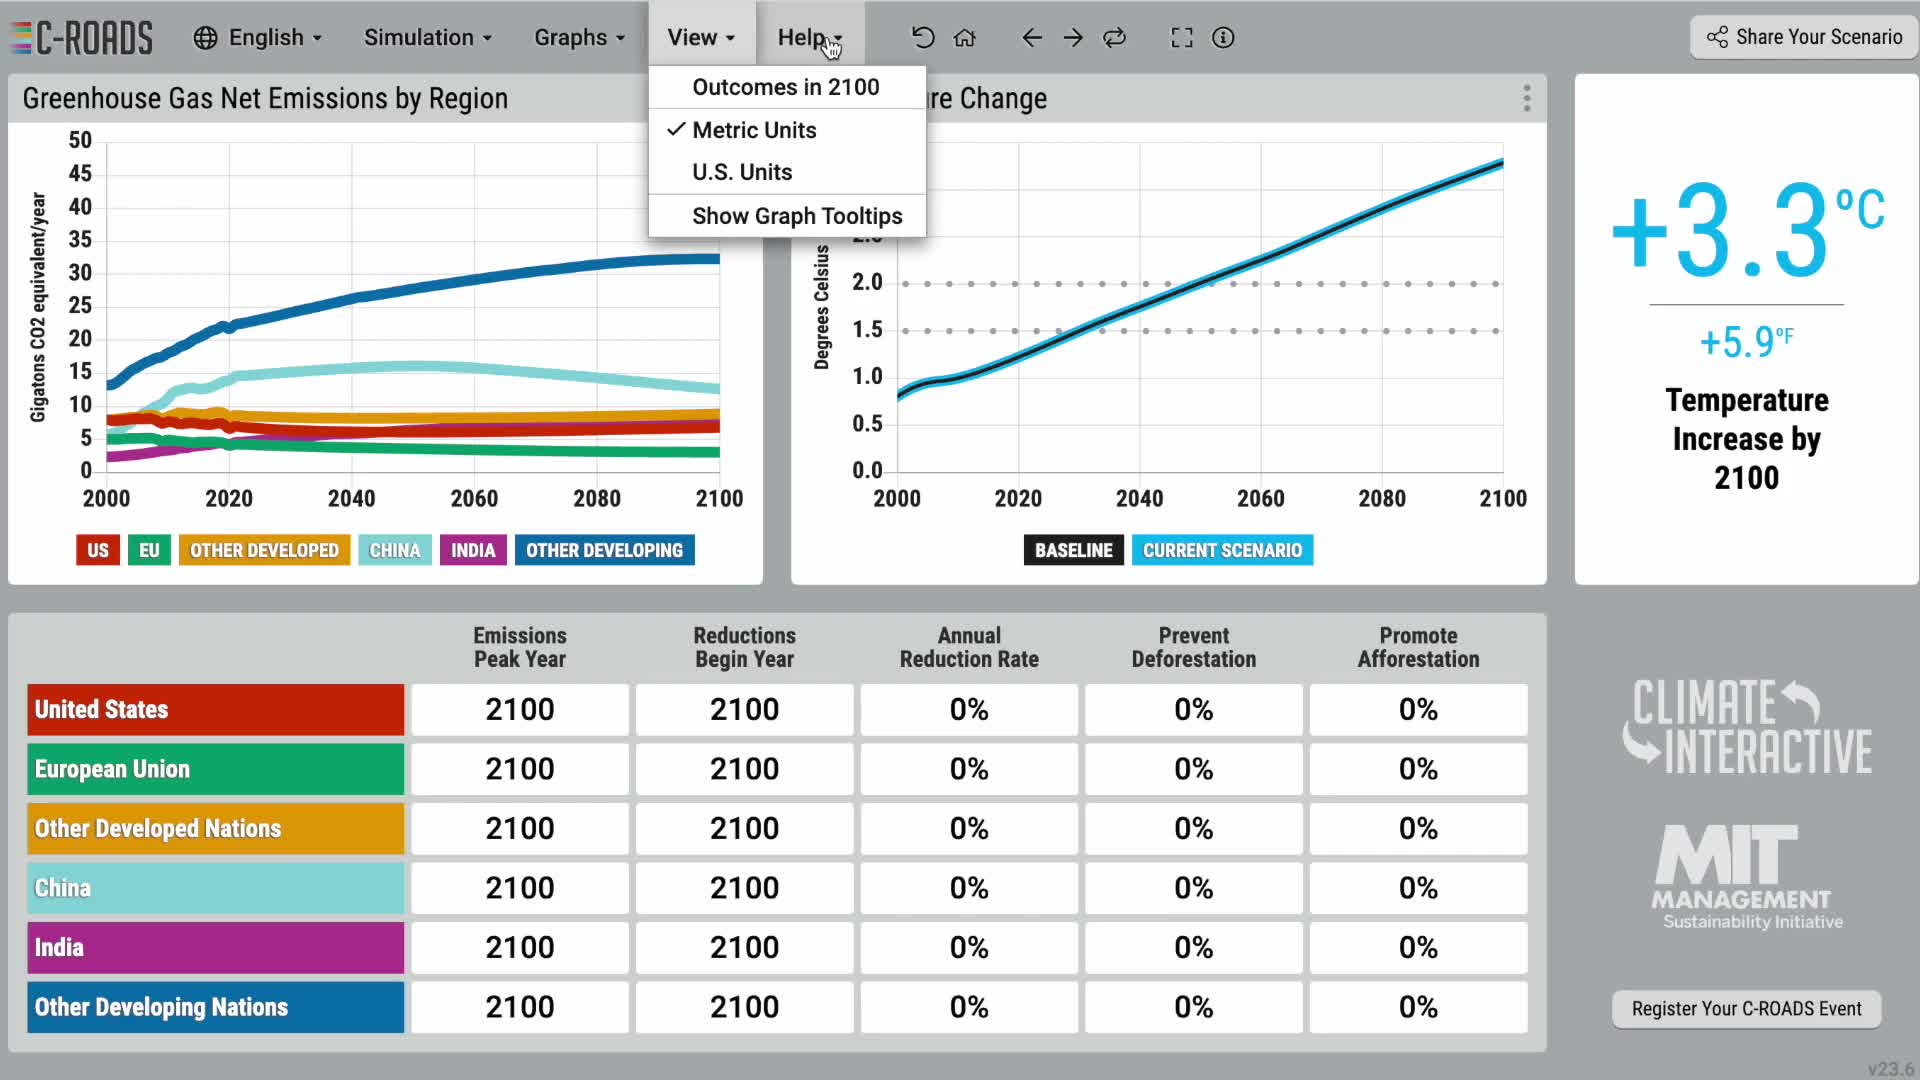 C-ROADS
English
Simulation
Graphs
View
Help
Share Your Scenario
Outcomes in 2100
Metric Units
U.S. Units
Show Graph Tooltips
Greenhouse Gas Net Emissions by Region
Gigatons CO2 equivalent/year
50
45
40
35
30
25
20
15
10
5
0
2000 2020 2040 2060 2080 2100
US EU OTHER DEVELOPED CHINA INDIA OTHER DEVELOPING
re Change
Degrees Celsius
2.0
1.5
1.0
0.5
0.0
2000 2020 2040 2060 2080 2100
BASELINE CURRENT SCENARIO
+3.3°C
+5.9°F
Temperature
Increase by
2100
Emissions Peak Year
Reductions Begin Year
Annual Reduction Rate
Prevent Deforestation
Promote Afforestation
United States 2100 2100 0% 0% 0%
European Union 2100 2100 0% 0% 0%
Other Developed Nations 2100 2100 0% 0% 0%
China 2100 2100 0% 0% 0%
India 2100 2100 0% 0% 0%
Other Developing Nations 2100 2100 0% 0% 0%
CLIMATE
INTERACTIVE
MIT
MANAGEMENT
Sustainability Initiative
Register Your C-ROADS Event
v23.6